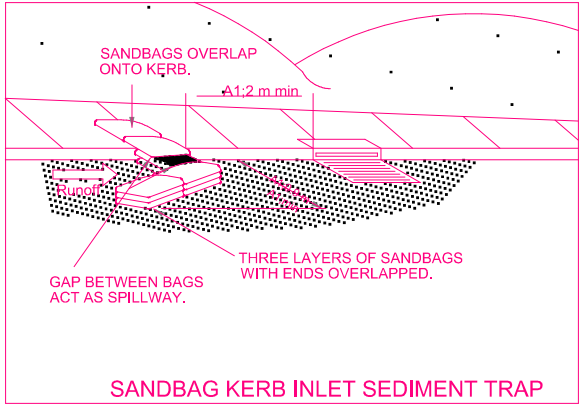 SANDBAGS OVERLAP
ONTO KERB.
A1;2 m min
Runoff
THREE LAYERS OF SANDBAGS
WITH ENDS OVERLAPPED.
GAP BETWEEN BAGS
ACT AS SPILLWAY.
SANDBAG KERB INLET SEDIMENT TRAP